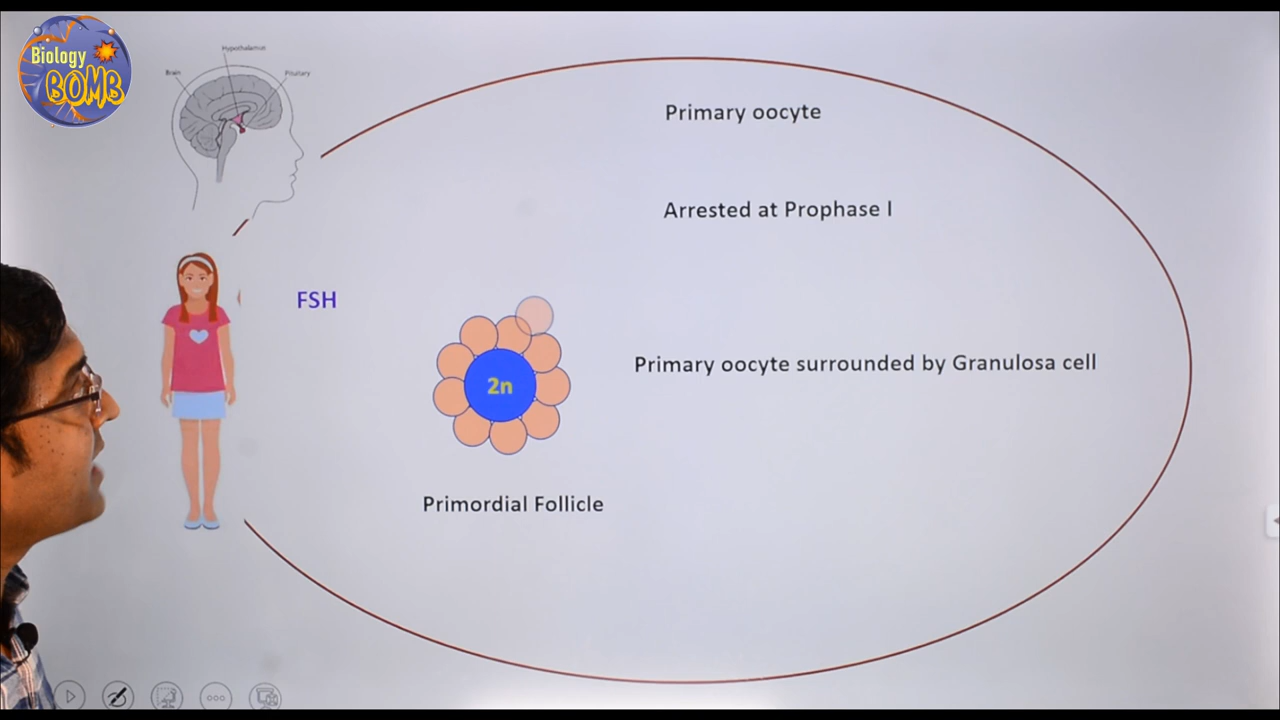 Biology
BOMB
Hypothalamus
Brain
Pituitary
Primary oocyte
Arrested at Prophase I
FSH
Primary oocyte surrounded by Granulosa cell
2n
Primordial Follicle